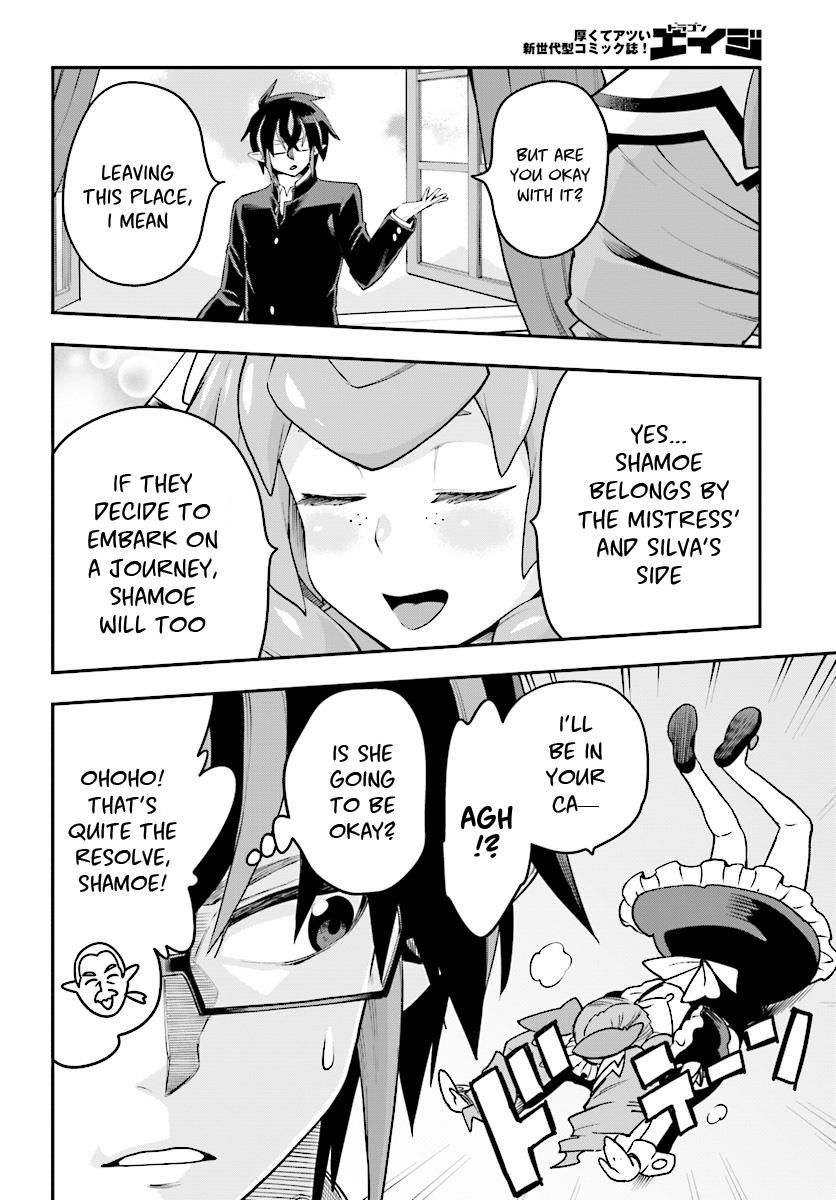 厚くてアツい
新世代型コミック誌!
ドラゴン
エイジ
BUT ARE
YOU OKAY
WITH IT?
LEAVING
THIS PLACE,
I MEAN
YES...
SHAMOE
BELONGS BY
THE MISTRESS'
AND SILVA'S
SIDE
IF THEY
DECIDE TO
EMBARK ON
A JOURNEY,
SHAMOE
WILL TOO
I'LL
BE IN
YOUR
CA—
AGH
!?
IS SHE
GOING
TO BE
OKAY?
OHOHO!
THAT'S
QUITE THE
RESOLVE,
SHAMOE!
ドデーン!